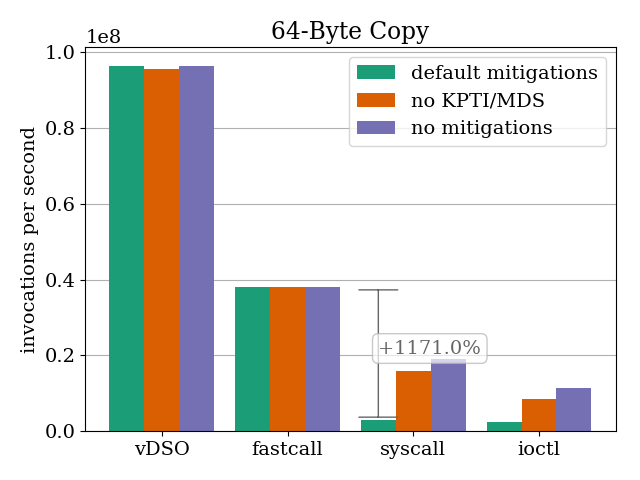 64-Byte Copy
1e8
1.0
0.8
0.6
0.4
0.2
0.0
invocations per second
default mitigations
no KPTI/MDS
no mitigations
+1171.0%
vDSO
fastcall
syscall
ioctl